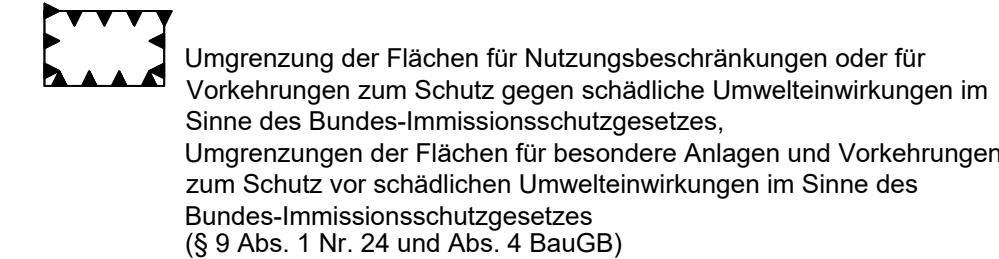 Umgrenzung der Flächen für Nutzungsbeschränkungen oder für
Vorkehrungen zum Schutz gegen schädliche Umwelteinwirkungen im
Sinne des Bundes-Immissionsschutzgesetzes,
Umgrenzungen der Flächen für besondere Anlagen und Vorkehrungen
zum Schutz vor schädlichen Umwelteinwirkungen im Sinne des
Bundes-Immissionsschutzgesetzes
(§ 9 Abs. 1 Nr. 24 und Abs. 4 BauGB)